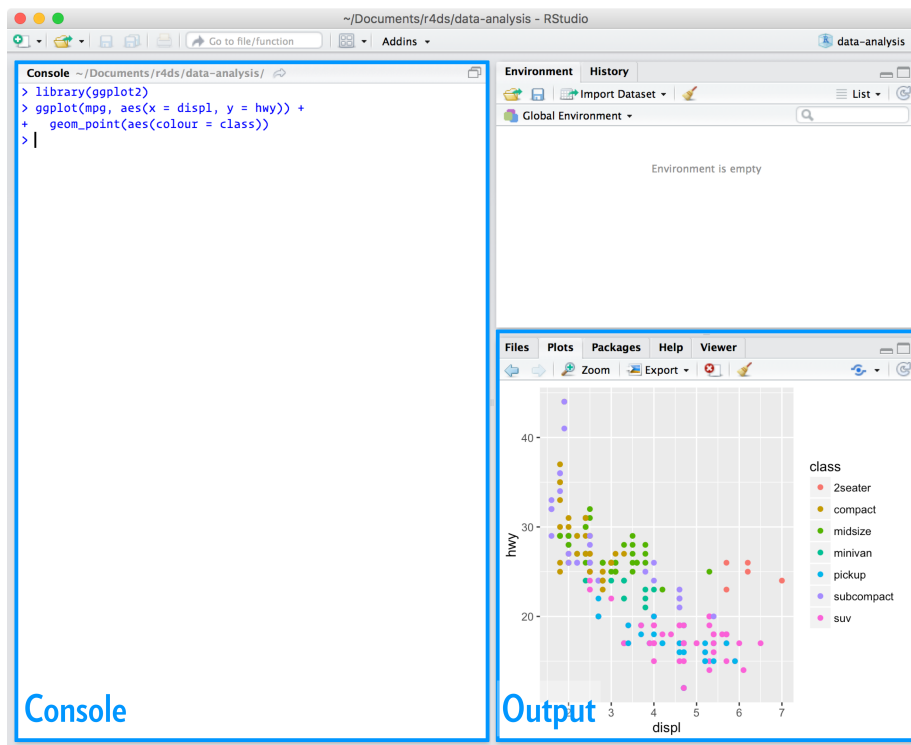 ~/Documents/r4ds/data-analysis - RStudio
Go to file/function
Addins
data-analysis
Console ~/Documents/r4ds/data-analysis/
> library(ggplot2)
> ggplot(mpg, aes(x = displ, y = hwy)) +
+   geom_point(aes(colour = class))
>
Console
Environment History
Import Dataset
List
Global Environment
Environment is empty
Files Plots Packages Help Viewer
Zoom
Export
40
30
20
hwy
2 3 4 5 6 7
displ
class
2seater
compact
midsize
minivan
pickup
subcompact
suv
Output